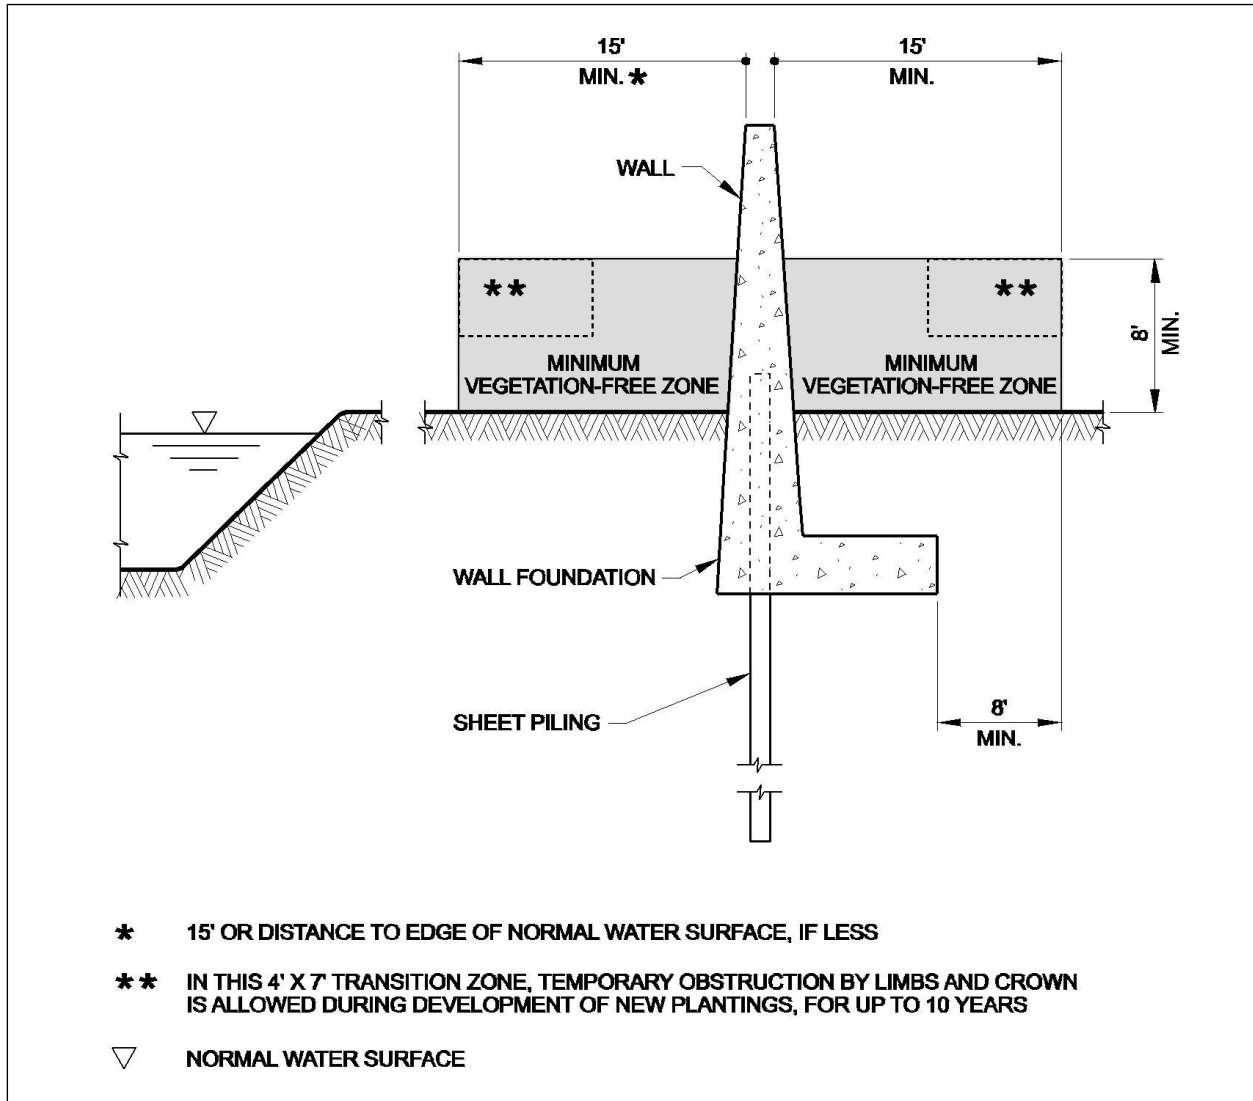 15'
MIN. *
15'
MIN.
WALL
**
**
8'
MIN.
MINIMUM
VEGETATION-FREE ZONE
MINIMUM
VEGETATION-FREE ZONE
WALL FOUNDATION
SHEET PILING
8'
MIN.
* 15' OR DISTANCE TO EDGE OF NORMAL WATER SURFACE, IF LESS
** IN THIS 4' X 7' TRANSITION ZONE, TEMPORARY OBSTRUCTION BY LIMBS AND CROWN
IS ALLOWED DURING DEVELOPMENT OF NEW PLANTINGS, FOR UP TO 10 YEARS
NORMAL WATER SURFACE